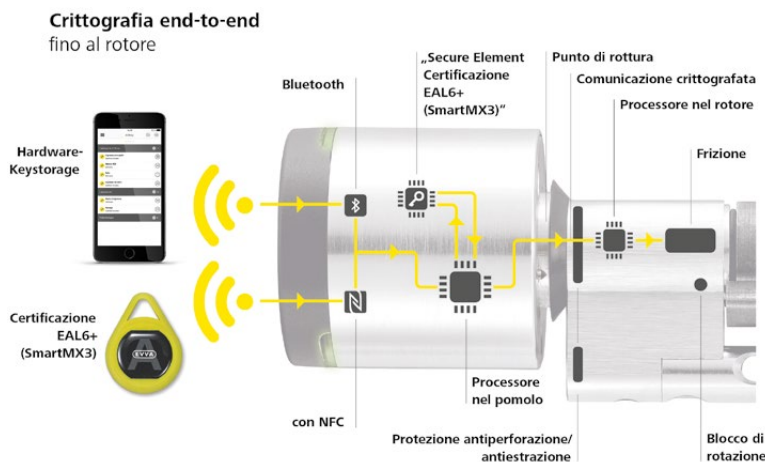 Crittografia end-to-end
fino al rotore
Bluetooth
„Secure Element
Certificazione
EAL6+
(SmartMX3)“
Punto di rottura
Comunicazione crittografata
Processore nel rotore
Frizione
Hardware-
Keystorage
Certificazione
EAL6+
(SmartMX3)
EVVA
con NFC
Processore
nel pomolo
Protezione antiperforazione/
antiestrazione
Blocco di
rotazione